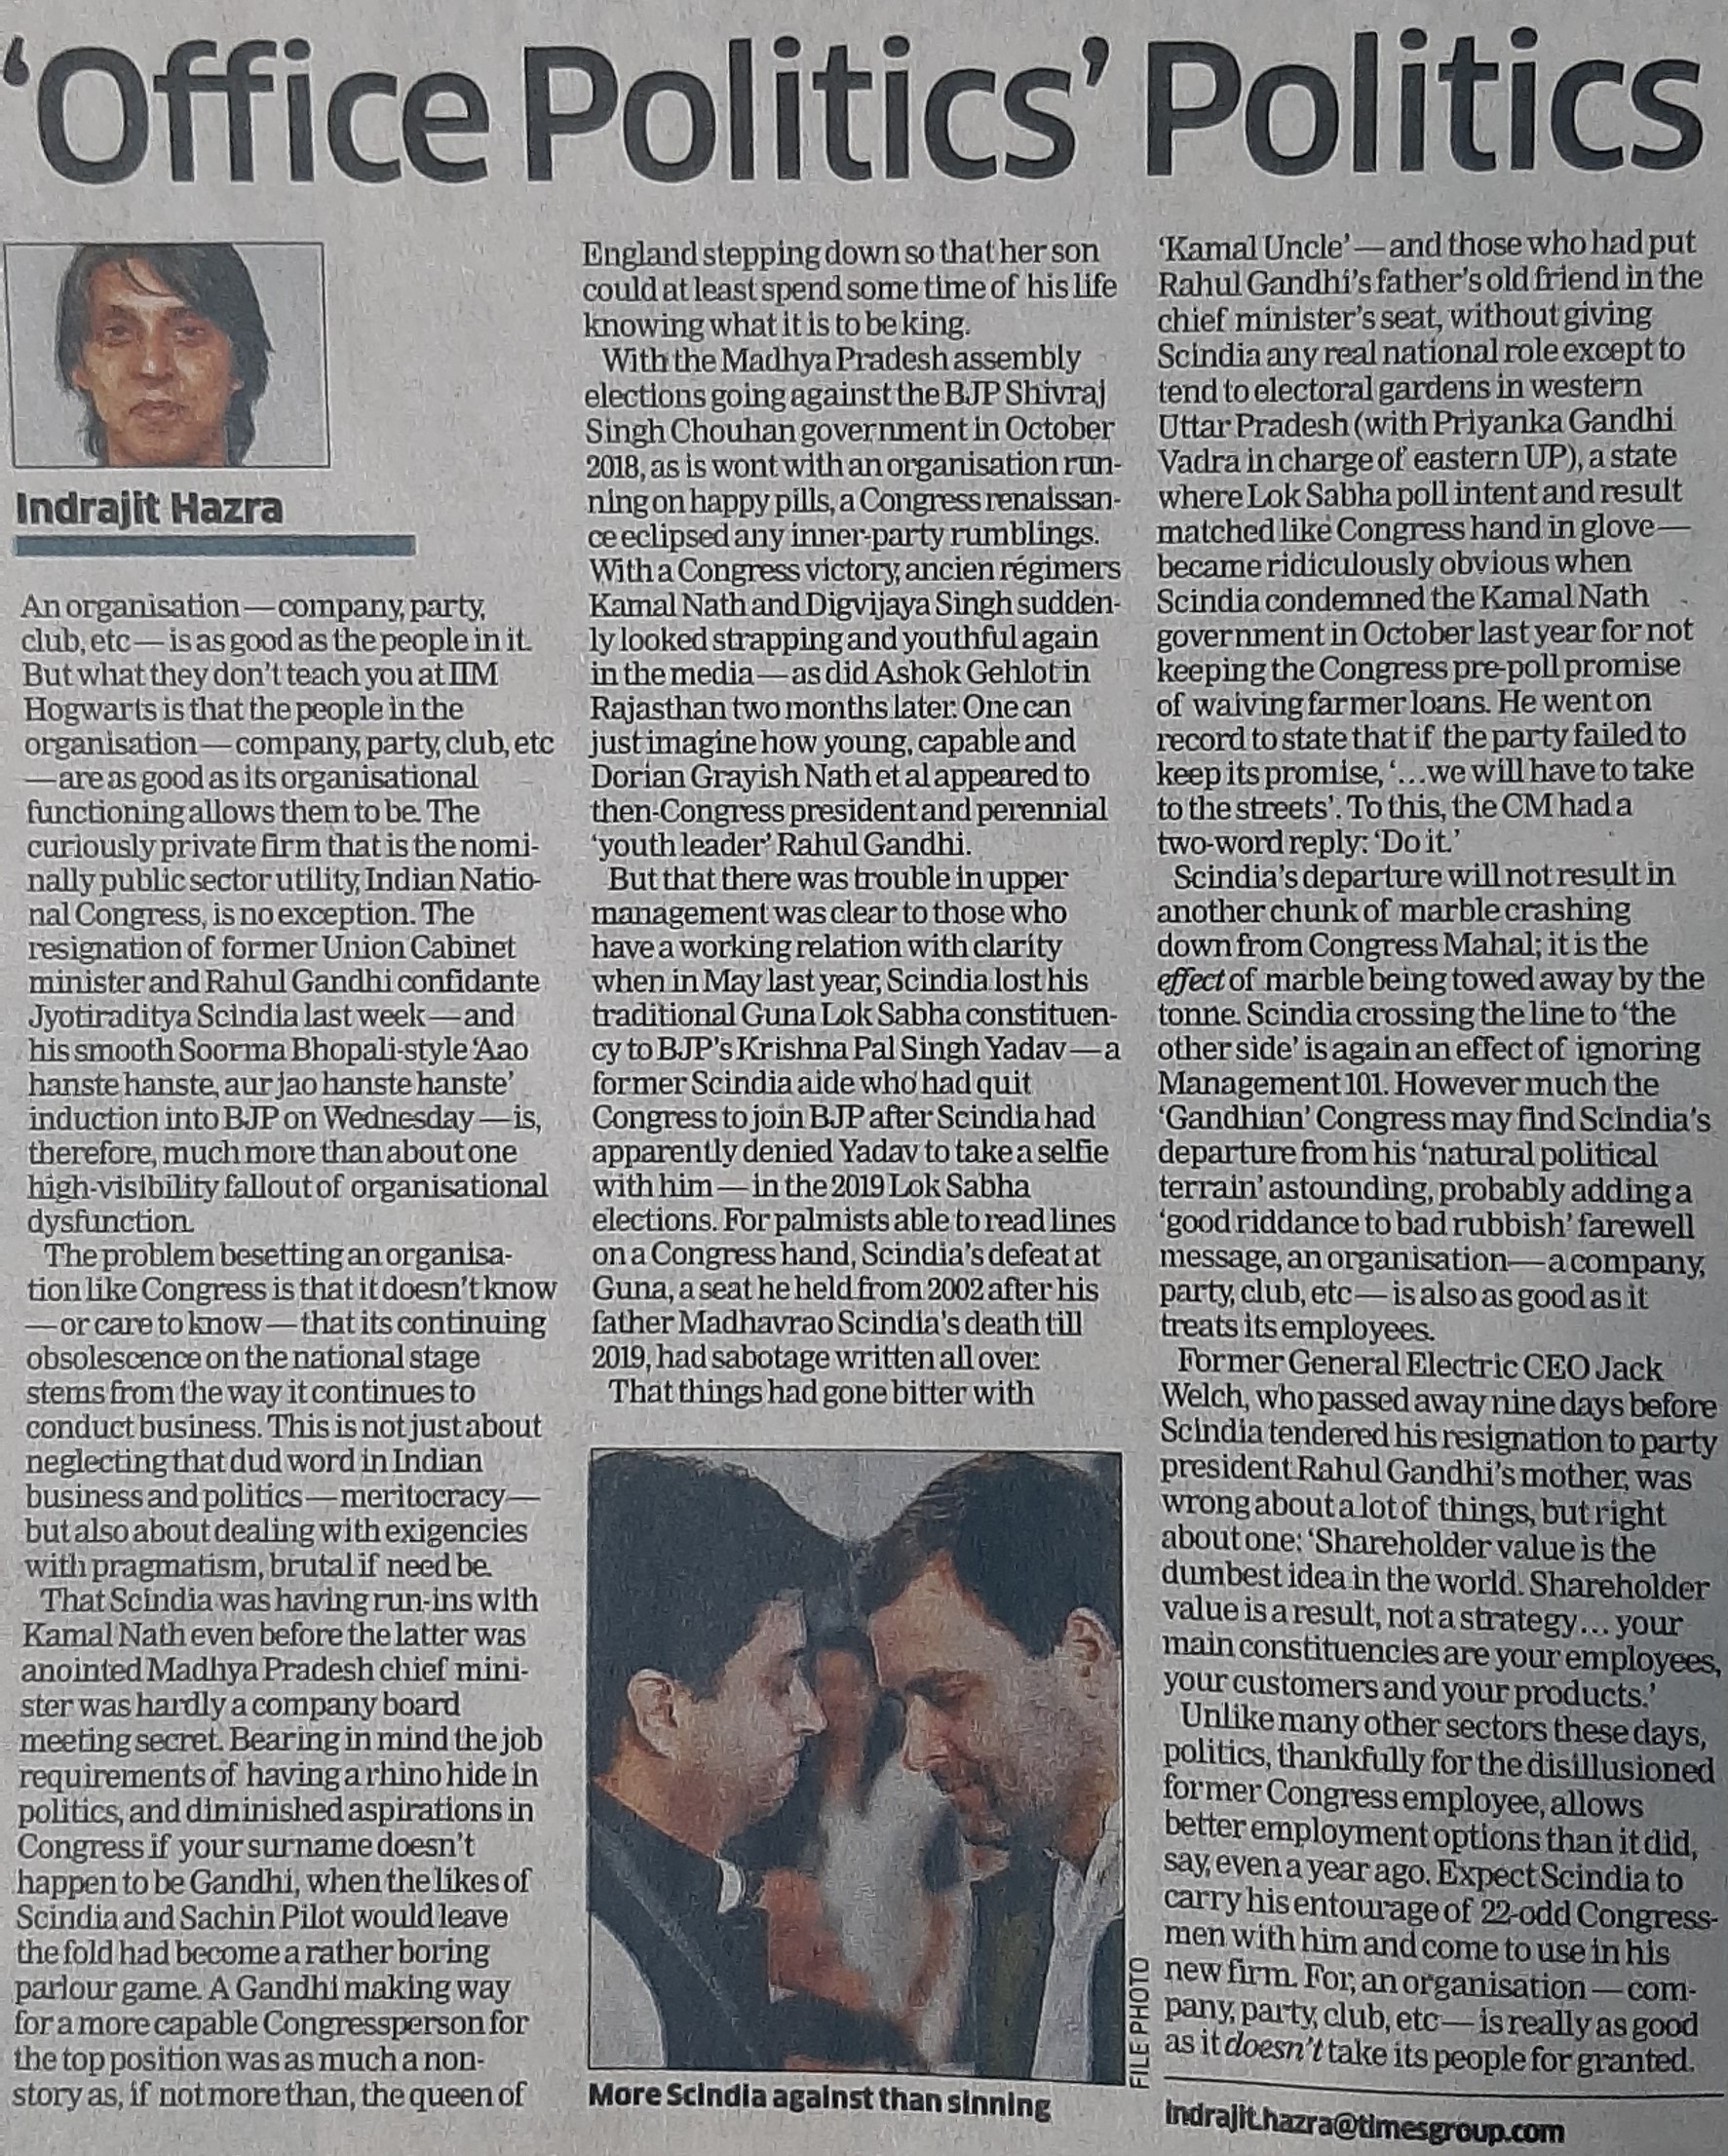 ‘Office Politics’ Politics
Indrajit Hazra
An organisation — company, party,
club, etc — is as good as the people in it.
But what they don’t teach you at IIM
Hogwarts is that the people in the
organisation — company, party, club, etc
— are as good as its organisational
functioning allows them to be. The
curiously private firm that is the nomi-
nally public sector utility, Indian Natio-
nal Congress, is no exception. The
resignation of former Union Cabinet
minister and Rahul Gandhi confidante
Jyotiraditya Scindia last week — and
his smooth Soorma Bhopali-style ‘Aao
hanste hanste, aur jao hanste hanste’
induction into BJP on Wednesday — is,
therefore, much more than about one
high-visibility fallout of organisational
dysfunction.
The problem besetting an organisa-
tion like Congress is that it doesn’t know
— or care to know — that its continuing
obsolescence on the national stage
stems from the way it continues to
conduct business. This is not just about
neglecting that dud word in Indian
business and politics — meritocracy —
but also about dealing with exigencies
with pragmatism, brutal if need be.
That Scindia was having run-ins with
Kamal Nath even before the latter was
anointed Madhya Pradesh chief mini-
ster was hardly a company board
meeting secret. Bearing in mind the job
requirements of having a rhino hide in
politics, and diminished aspirations in
Congress if your surname doesn’t
happen to be Gandhi, when the likes of
Scindia and Sachin Pilot would leave
the fold had become a rather boring
parlour game. A Gandhi making way
for a more capable Congressperson for
the top position was as much a non-
story as, if not more than, the queen of
England stepping down so that her son
could at least spend some time of his life
knowing what it is to be king.
With the Madhya Pradesh assembly
elections going against the BJP Shivraj
Singh Chouhan government in October
2018, as is wont with an organisation run-
ning on happy pills, a Congress renaissan-
ce eclipsed any inner-party rumblings.
With a Congress victory, ancien régimers
Kamal Nath and Digvijaya Singh sudden-
ly looked strapping and youthful again
in the media — as did Ashok Gehlot in
Rajasthan two months later. One can
just imagine how young, capable and
Dorian Grayish Nath et al appeared to
then-Congress president and perennial
‘youth leader’ Rahul Gandhi.
But that there was trouble in upper
management was clear to those who
have a working relation with clarity
when in May last year, Scindia lost his
traditional Guna Lok Sabha constituen-
cy to BJP’s Krishna Pal Singh Yadav — a
former Scindia aide who had quit
Congress to join BJP after Scindia had
apparently denied Yadav to take a selfie
with him — in the 2019 Lok Sabha
elections. For palmists able to read lines
on a Congress hand, Scindia’s defeat at
Guna, a seat he held from 2002 after his
father Madhavrao Scindia’s death till
2019, had sabotage written all over.
That things had gone bitter with
FILE PHOTO
More Scindia against than sinning
‘Kamal Uncle’ — and those who had put
Rahul Gandhi’s father’s old friend in the
chief minister’s seat, without giving
Scindia any real national role except to
tend to electoral gardens in western
Uttar Pradesh (with Priyanka Gandhi
Vadra in charge of eastern UP), a state
where Lok Sabha poll intent and result
matched like Congress hand in glove —
became ridiculously obvious when
Scindia condemned the Kamal Nath
government in October last year for not
keeping the Congress pre-poll promise
of waiving farmer loans. He went on
record to state that if the party failed to
keep its promise, ‘…we will have to take
to the streets’. To this, the CM had a
two-word reply: ‘Do it.’
Scindia’s departure will not result in
another chunk of marble crashing
down from Congress Mahal; it is the
effect of marble being towed away by the
tonne. Scindia crossing the line to ‘the
other side’ is again an effect of ignoring
Management 101. However much the
‘Gandhian’ Congress may find Scindia’s
departure from his ‘natural political
terrain’ astounding, probably adding a
‘good riddance to bad rubbish’ farewell
message, an organisation — a company,
party, club, etc — is also as good as it
treats its employees.
Former General Electric CEO Jack
Welch, who passed away nine days before
Scindia tendered his resignation to party
president Rahul Gandhi’s mother, was
wrong about a lot of things, but right
about one: ‘Shareholder value is the
dumbest idea in the world. Shareholder
value is a result, not a strategy… your
main constituencies are your employees,
your customers and your products.’
Unlike many other sectors these days,
politics, thankfully for the disillusioned
former Congress employee, allows
better employment options than it did,
say, even a year ago. Expect Scindia to
carry his entourage of 22-odd Congress-
men with him and come to use in his
new firm. For, an organisation — com-
pany, party, club, etc — is really as good
as it doesn’t take its people for granted.
indrajit.hazra@timesgroup.com